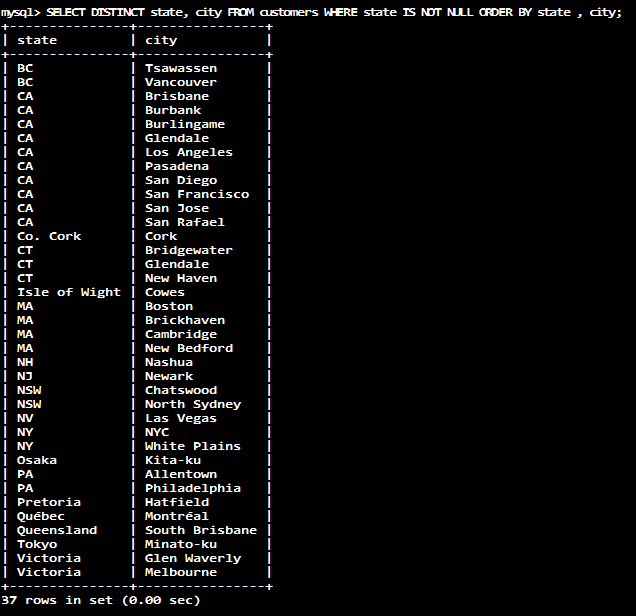 mysql> SELECT DISTINCT state, city FROM customers WHERE state IS NOT NULL ORDER BY state , city;
+---------------+----------------+
| state         | city           |
+---------------+----------------+
| BC            | Tsawassen      |
| BC            | Vancouver      |
| CA            | Brisbane       |
| CA            | Burbank        |
| CA            | Burlingame     |
| CA            | Glendale       |
| CA            | Los Angeles    |
| CA            | Pasadena       |
| CA            | San Diego      |
| CA            | San Francisco  |
| CA            | San Jose       |
| CA            | San Rafael     |
| Co. Cork      | Cork           |
| CT            | Bridgewater    |
| CT            | Glendale       |
| CT            | New Haven      |
| Isle of Wight | Cowes          |
| MA            | Boston         |
| MA            | Brickhaven     |
| MA            | Cambridge      |
| MA            | New Bedford    |
| NH            | Nashua         |
| NJ            | Newark         |
| NSW           | Chatswood      |
| NSW           | North Sydney   |
| NV            | Las Vegas      |
| NY            | NYC            |
| NY            | White Plains   |
| Osaka         | Kita-ku        |
| PA            | Allentown      |
| PA            | Philadelphia   |
| Pretoria      | Hatfield       |
| Québec        | Montréal       |
| Queensland    | South Brisbane |
| Tokyo         | Minato-ku      |
| Victoria      | Glen Waverly   |
| Victoria      | Melbourne      |
+---------------+----------------+
37 rows in set (0.00 sec)